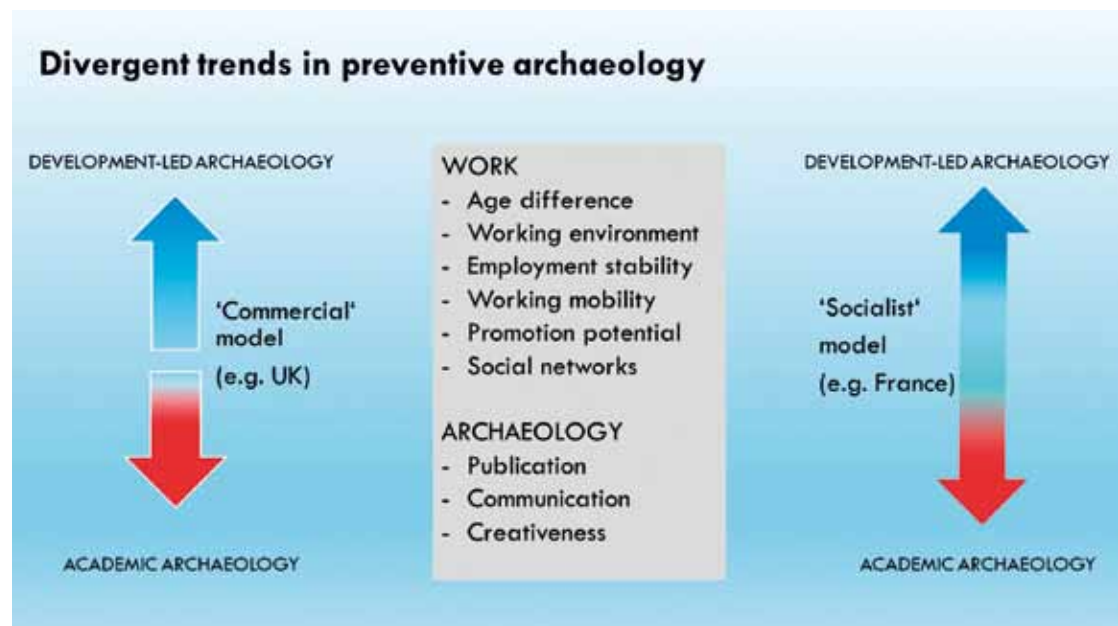 Divergent trends in preventive archaeology
DEVELOPMENT-LED ARCHAEOLOGY
'Commercial'
model
(e.g. UK)
ACADEMIC ARCHAEOLOGY
WORK
- Age difference
- Working environment
- Employment stability
- Working mobility
- Promotion potential
- Social networks
ARCHAEOLOGY
- Publication
- Communication
- Creativeness
DEVELOPMENT-LED ARCHAEOLOGY
'Socialist'
model
(e.g. France)
ACADEMIC ARCHAEOLOGY